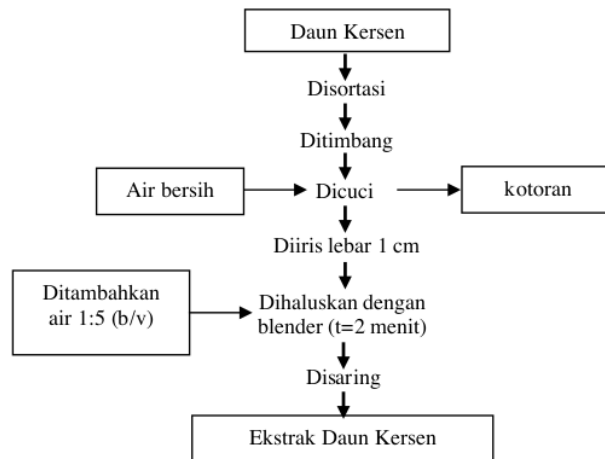 Daun Kersen
Disortasi
Ditimbang
Air bersih
Dicuci
kotoran
Diiris lebar 1 cm
Ditambahkan
air 1:5 (b/v)
Dihaluskan dengan
blender (t=2 menit)
Disaring
Ekstrak Daun Kersen